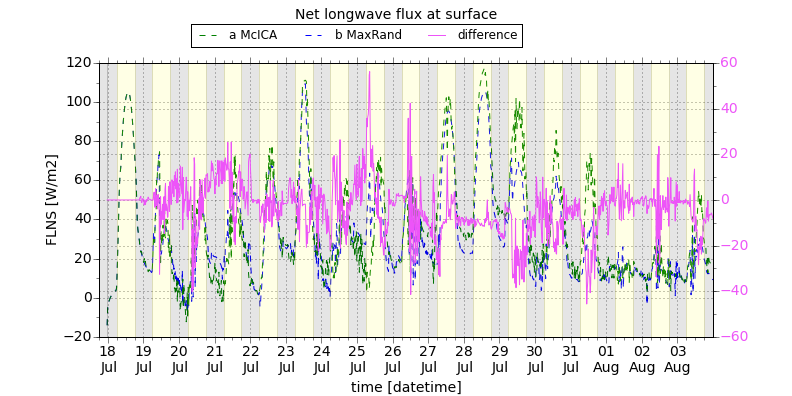 Net longwave flux at surface
a McICA b MaxRand difference
120 60
100 40
80 20
60 0
40 −20
20 −40
0 −60
−20
FLNS [W/m2]
18 19 20 21 22 23 24 25 26 27 28 29 30 31 01 02 03
Jul Jul Jul Jul Jul Jul Jul Jul Jul Jul Jul Jul Jul Jul Aug Aug Aug
time [datetime]